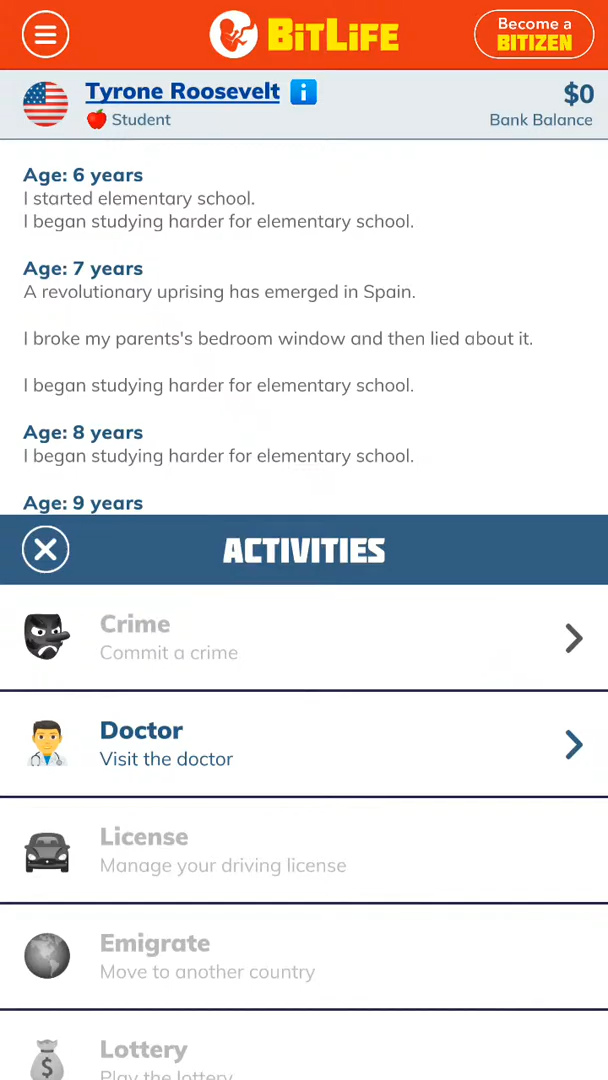 Become a
BITIZEN
BitLife
Tyrone Roosevelt
$0
Student
Bank Balance
Age: 6 years
I started elementary school.
I began studying harder for elementary school.
Age: 7 years
A revolutionary uprising has emerged in Spain.
I broke my parents's bedroom window and then lied about it.
I began studying harder for elementary school.
Age: 8 years
I began studying harder for elementary school.
Age: 9 years
ACTIVITIES
Crime
Commit a crime
Doctor
Visit the doctor
License
Manage your driving license
Emigrate
Move to another country
Lottery
Play the lottery